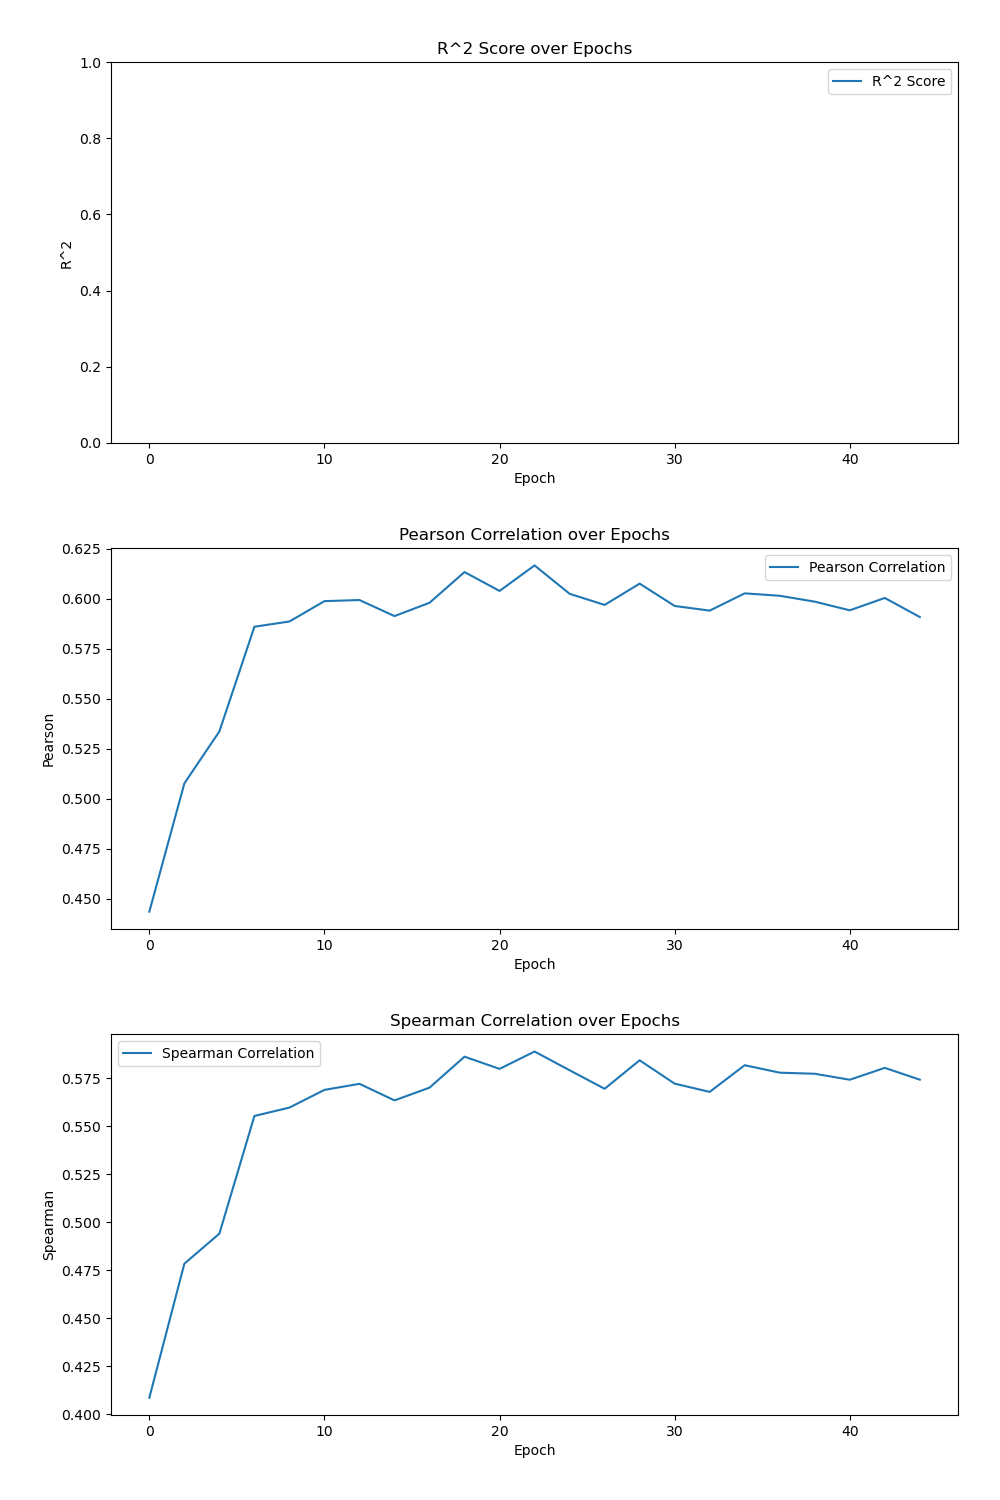 R^2 Score over Epochs
1.0
R^2 Score
0.8
0.6
R^2
0.4
0.2
0.0
0 10 20 30 40
Epoch
Pearson Correlation over Epochs
0.625
Pearson Correlation
0.600
0.575
0.550
0.525
Pearson
0.500
0.475
0.450
0 10 20 30 40
Epoch
Spearman Correlation over Epochs
Spearman Correlation
0.575
0.550
0.525
0.500
Spearman
0.475
0.450
0.425
0.400
0 10 20 30 40
Epoch